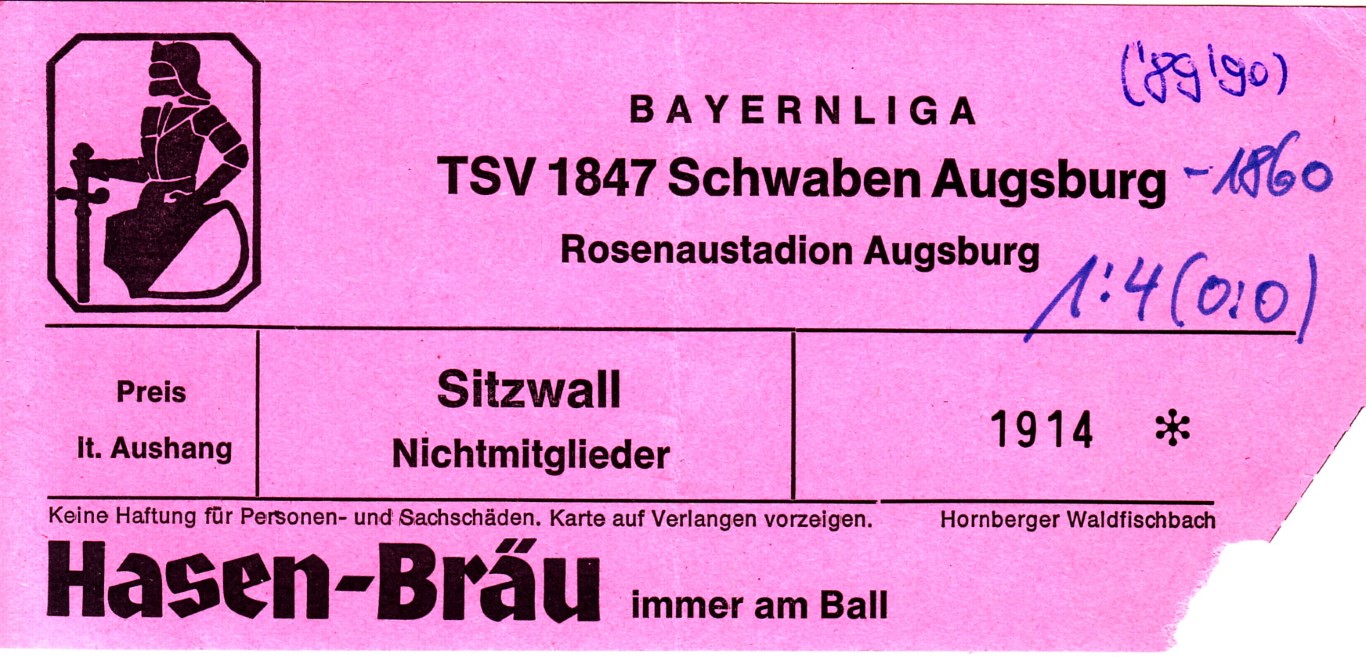 ('89/'90)
BAYERNLIGA
TSV 1847 Schwaben Augsburg - 1860
Rosenaustadion Augsburg
1:4 (0:0)
Preis
lt. Aushang
Sitzwall
Nichtmitglieder
1914 *
Keine Haftung für Personen- und Sachschäden. Karte auf Verlangen vorzeigen.
Hornberger Waldfischbach
Hasen-Bräu immer am Ball